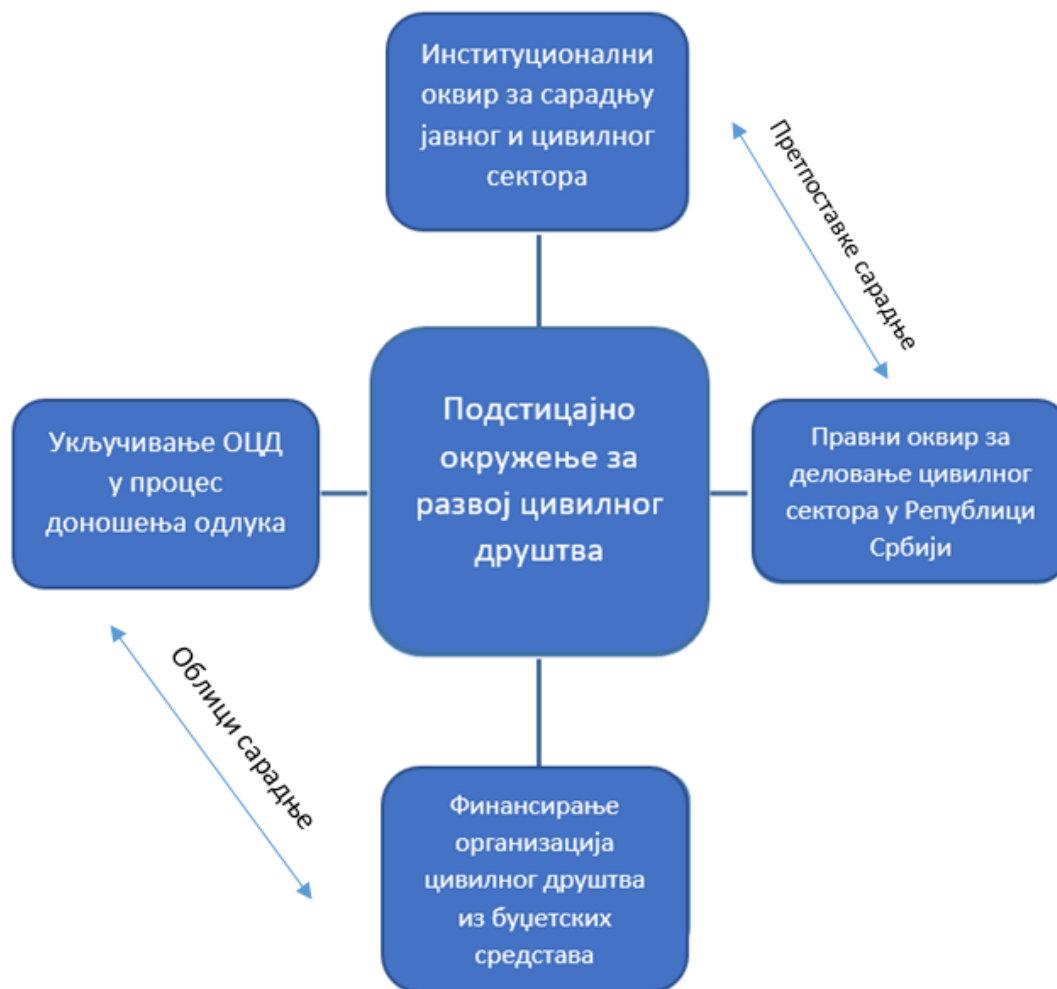 Институционални
оквир за сарадњу
јавног и цивилног
сектора
Претпоставке сарадње
Подстицајно
окружење за
развој цивилног
друштва
Укључивање ОЦД
у процес
доношења одлука
Правни оквир за
деловање цивилног
сектора у Републици
Србији
Облици сарадње
Финансирање
организација
цивилног друштва
из буџетских
средстава